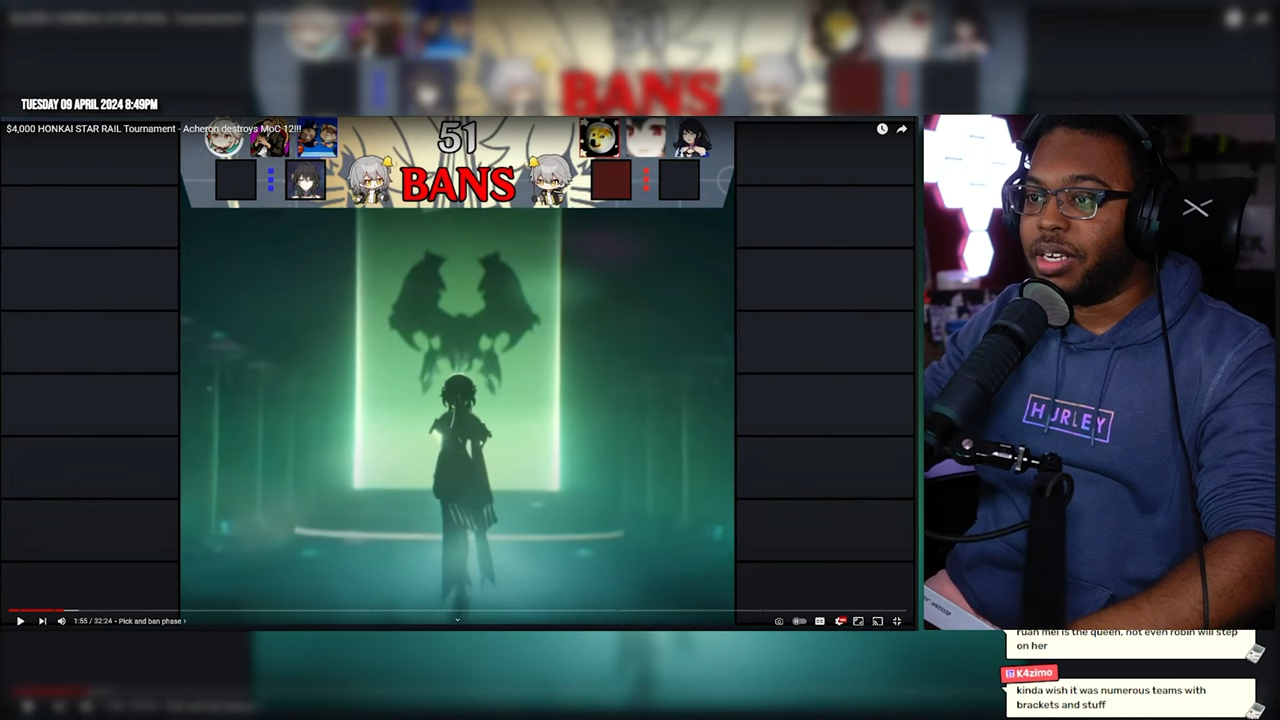 BANS
TUESDAY 09 APRIL 2024 8:49PM
$4,000 HONKAI STAR RAIL Tournament - Acheron destroys MoC 12!!!
51
BANS
HURLEY
1:55 / 32:24 • Pick and ban phase ›
ruan mei is the queen, not even robin will step
on her
K4zimo
kinda wish it was numerous teams with
brackets and stuff